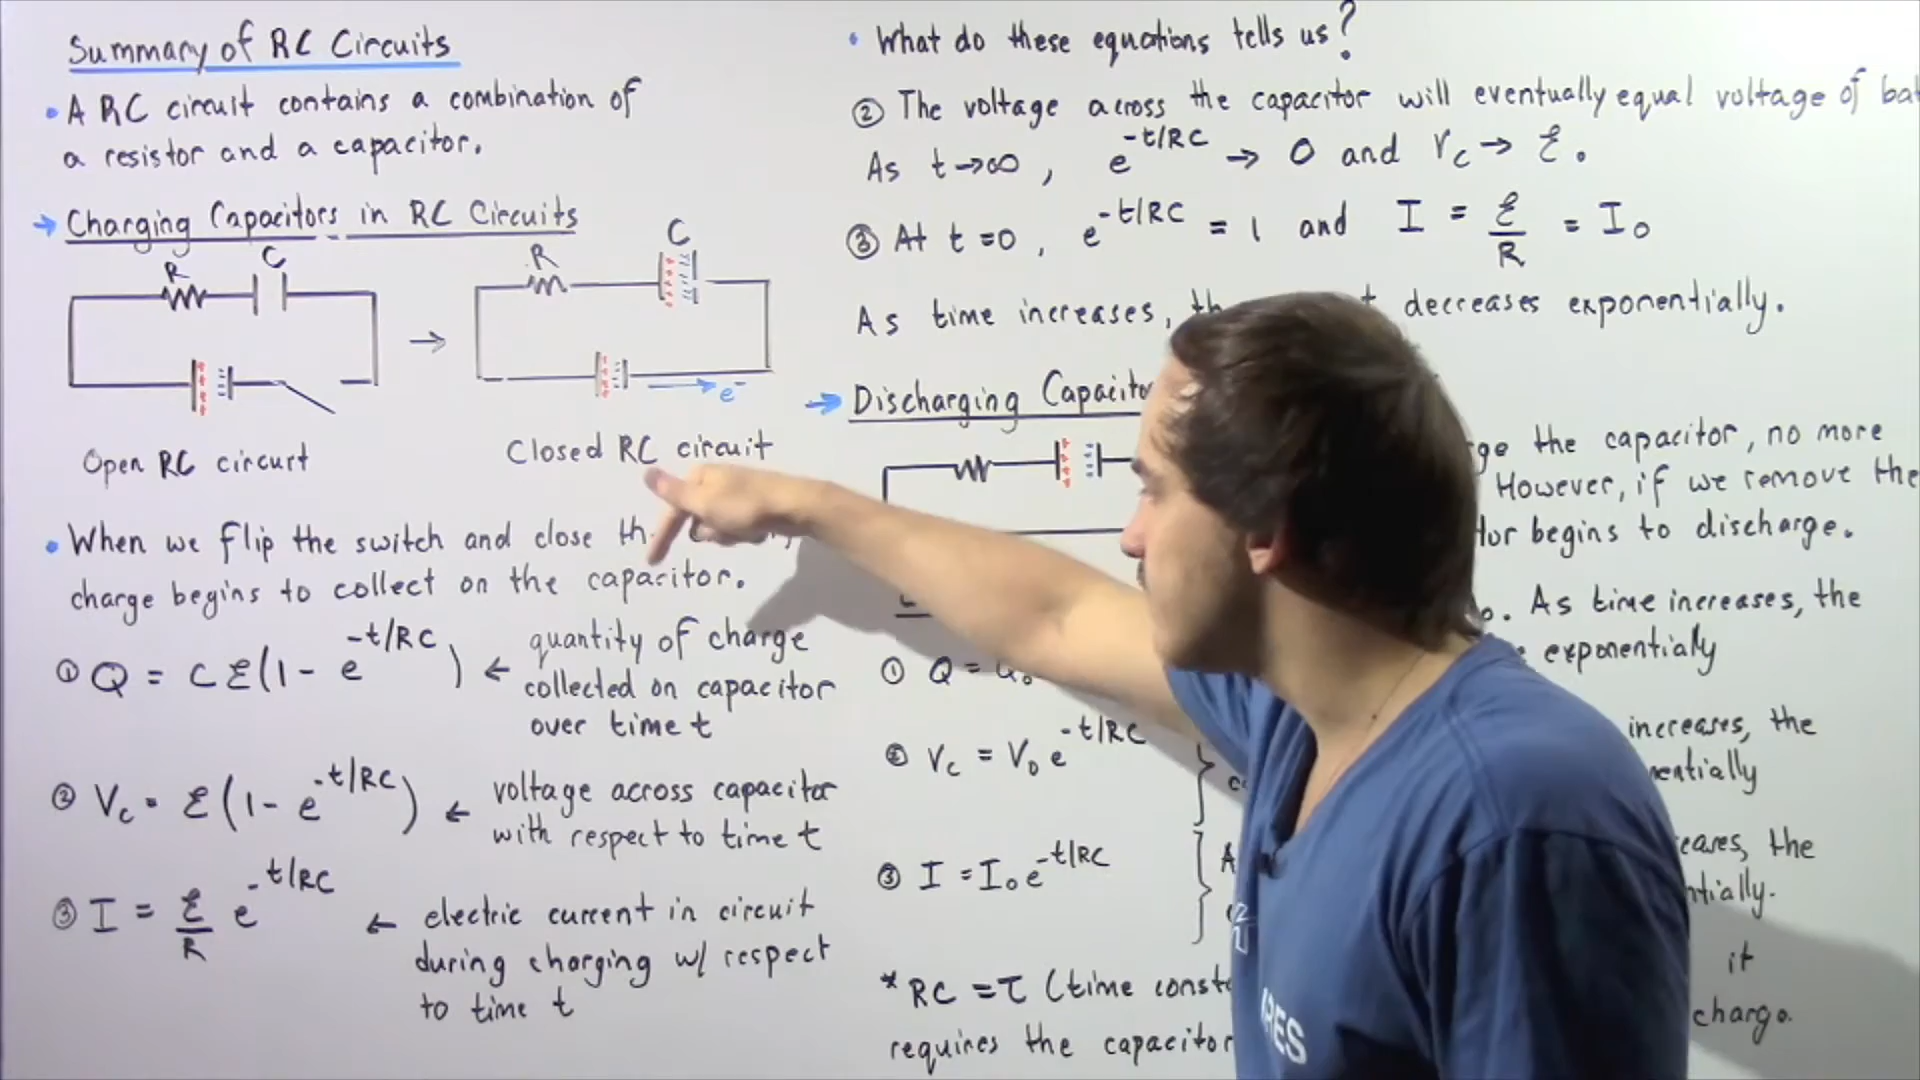 Summary of RC Circuits
• A RC circuit contains a combination of
a resistor and a capacitor.
→ Charging Capacitors in RC Circuits
R C
R C
→
e-
Open RC circuit
Closed RC circuit
• When we flip the switch and close
charge begins to collect on the capacitor.
① Q = Cℰ(1 - e^-t/RC) ← quantity of charge
collected on capacitor
over time t
② Vc = ℰ(1 - e^-t/RC) ← voltage across capacitor
with respect to time t
③ I = ℰ/R e^-t/RC ← electric current in circuit
during charging w/ respect
to time t
• What do these equations tells us?
② The voltage across the capacitor will eventually equal voltage of bat
As t→∞, e^-t/RC → 0 and Vc → ℰ.
③ At t=0, e^-t/RC = 1 and I = ℰ/R = I₀
As time increases, decreases exponentially.
→ Discharging Capacito
ge the capacitor, no more
However, if we remove the
tor begins to discharge.
As time increases, the
exponentially
① Q =
② Vc = V₀e^-t/RC
increases, the
nentially
③ I = I₀e^-t/RC
eases, the
ntially.
* RC = τ (time const
it
requires the capacitor
charge.
RES